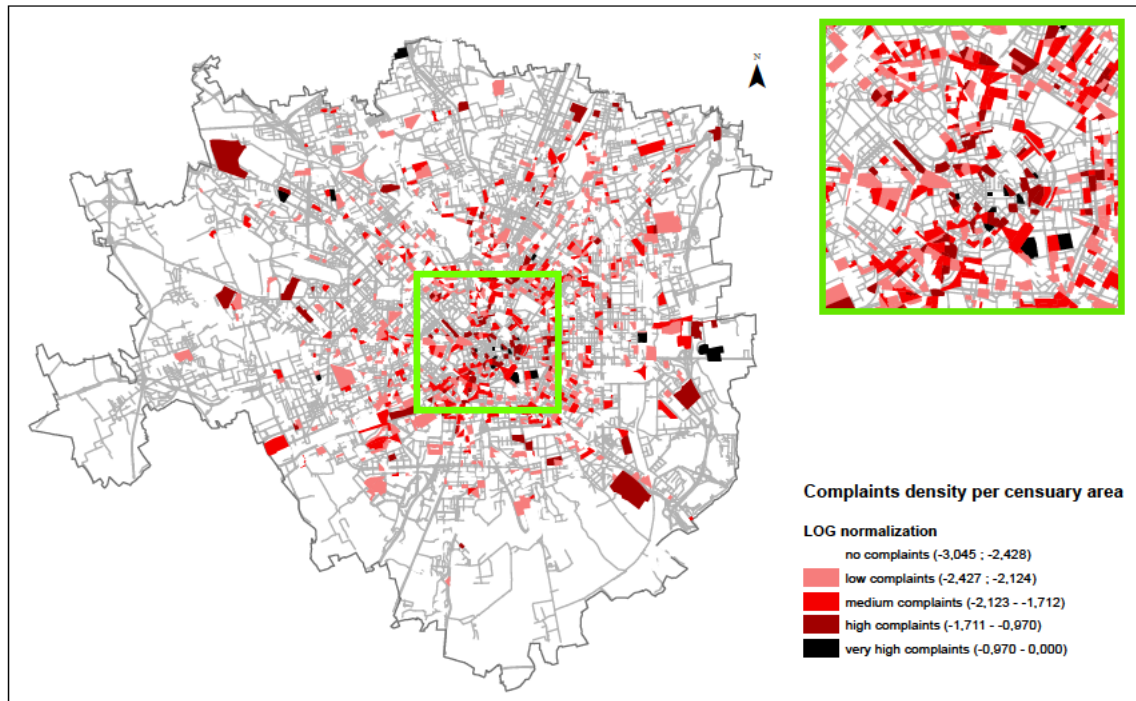 N
Complaints density per censuary area
LOG normalization
no complaints (-3,045 ; -2,428)
low complaints (-2,427 ; -2,124)
medium complaints (-2,123 - -1,712)
high complaints (-1,711 - -0,970)
very high complaints (-0,970 - 0,000)